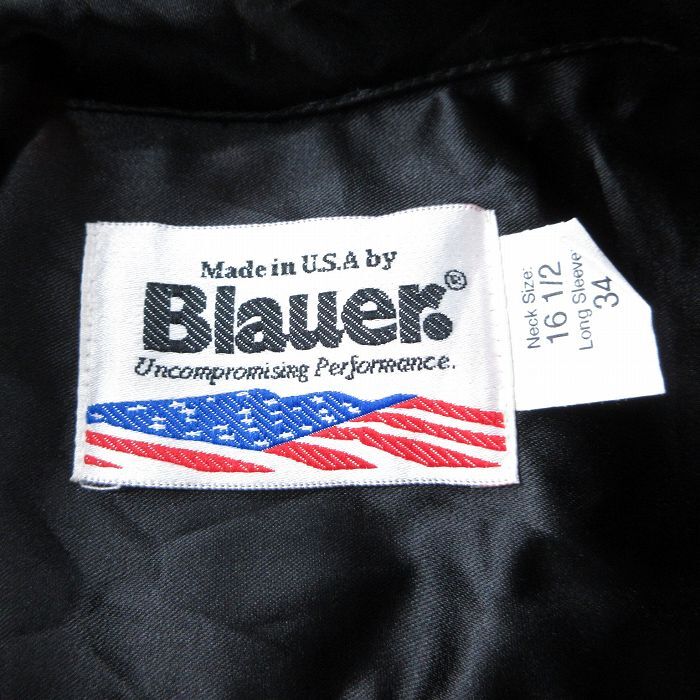 Made in U.S.A by
Blauer.®
Uncompromising Performance.
Neck Size:
16 1/2
Long Sleeve:
34